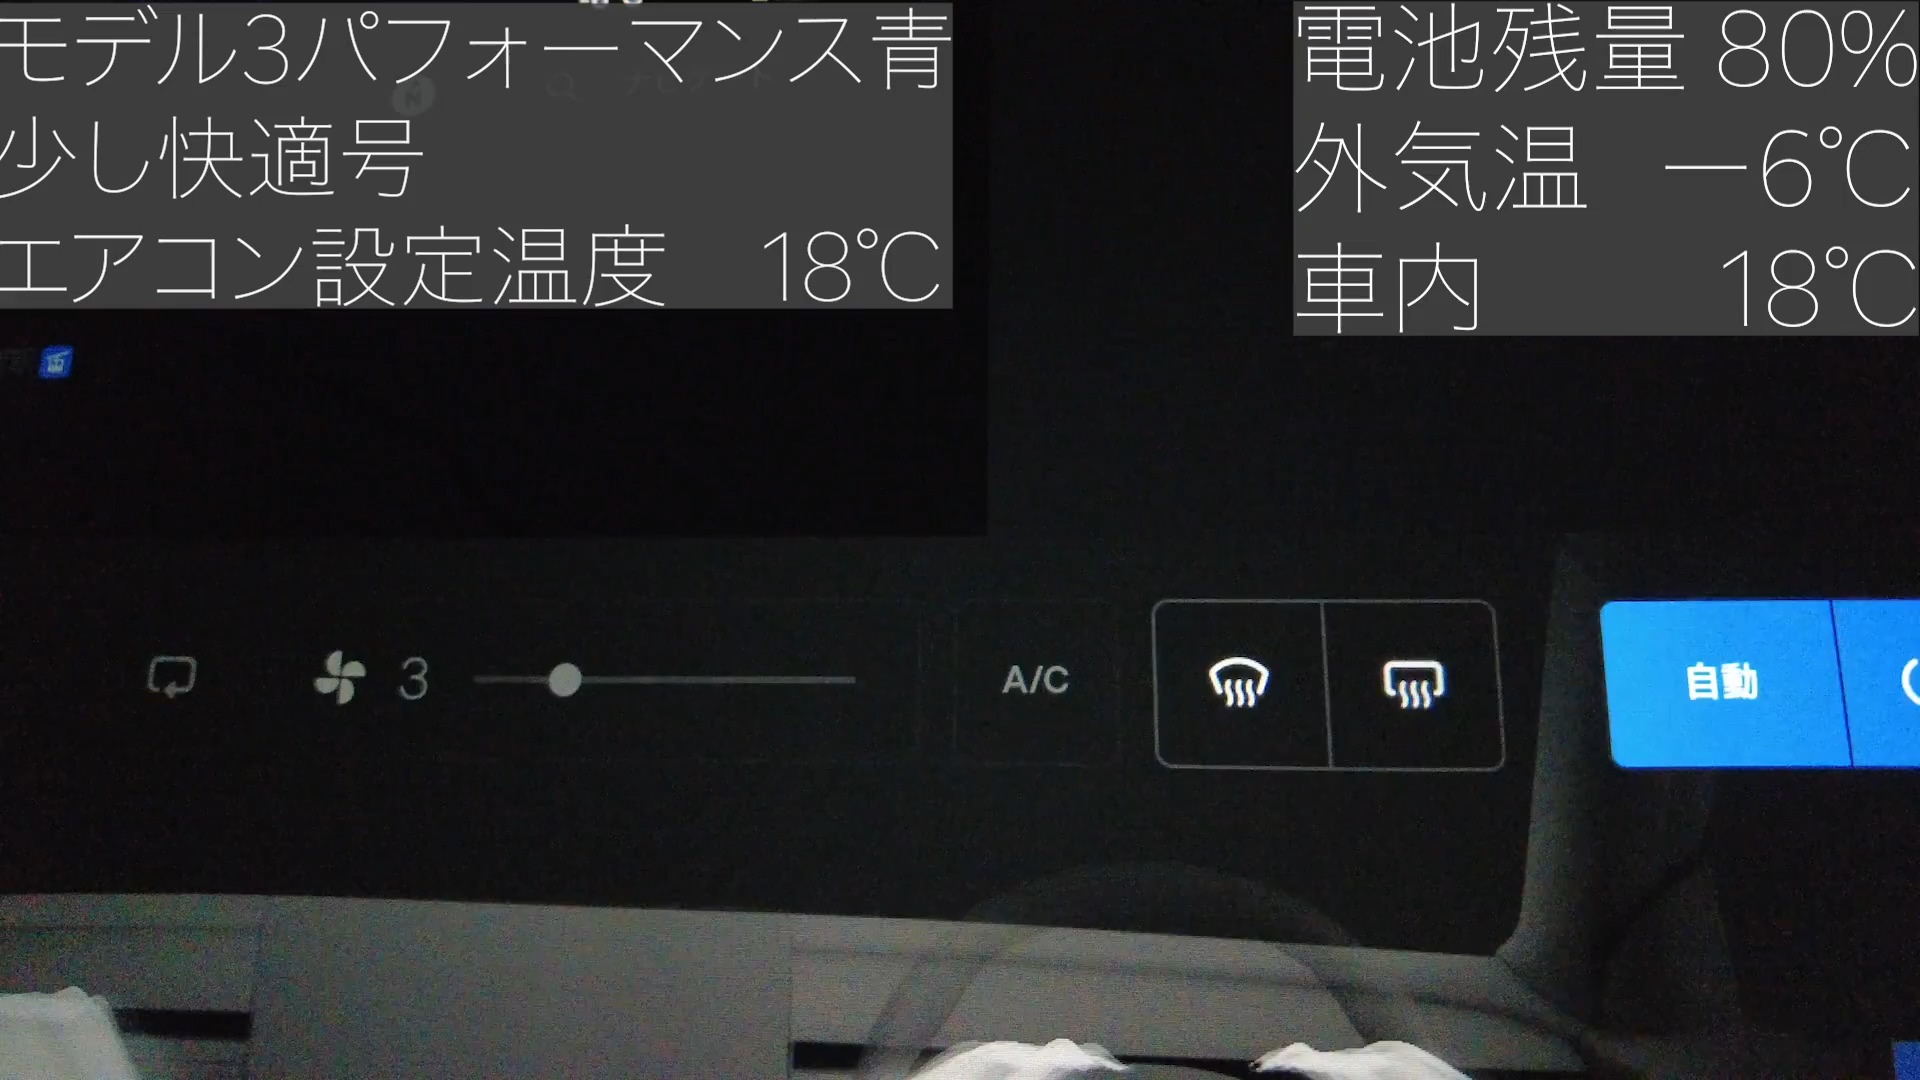 モデル3パフォーマンス青
少し快適号
エアコン設定温度 18℃
電池残量 80%
外気温 −6℃
車内 18℃
3
A/C
自動